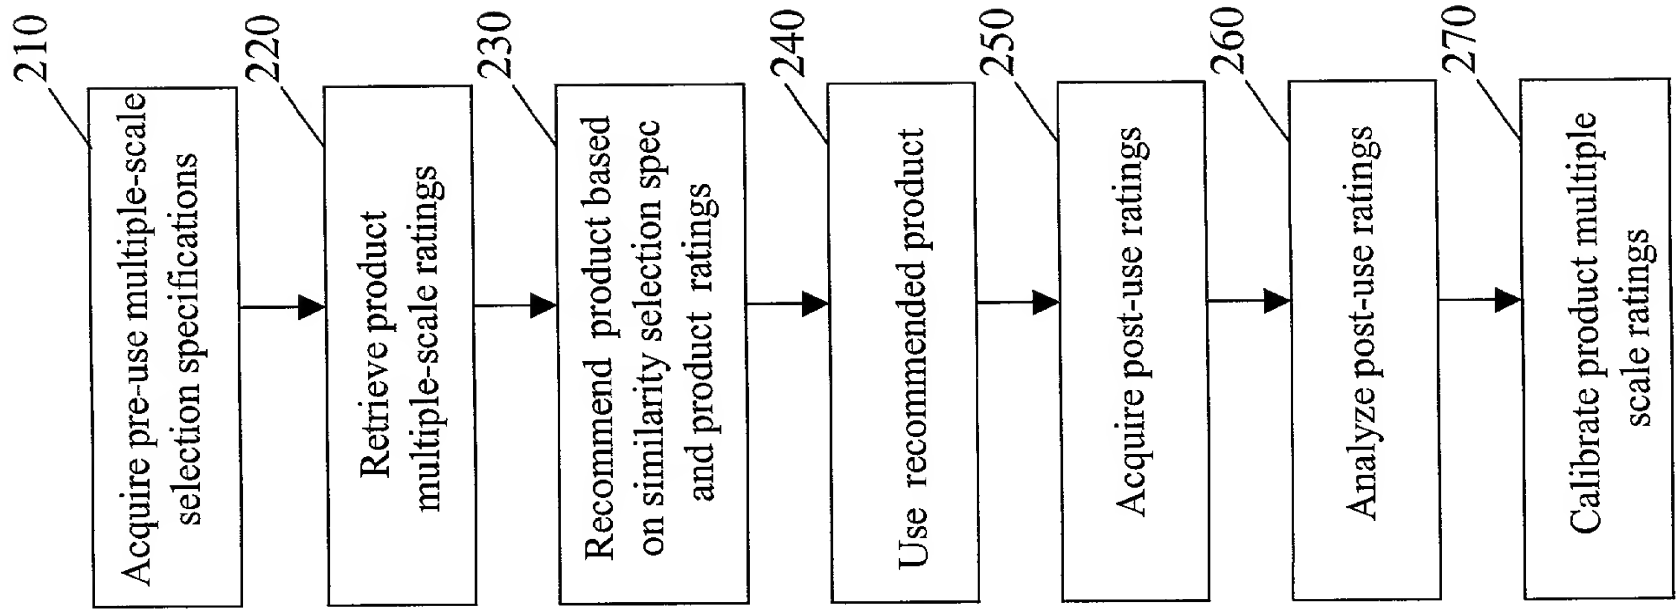 210
Acquire pre-use multiple-scale
selection specifications
220
Retrieve product
multiple-scale ratings
230
Recommend product based
on similarity selection spec
and product ratings
240
Use recommended product
250
Acquire post-use ratings
260
Analyze post-use ratings
270
Calibrate product multiple
scale ratings